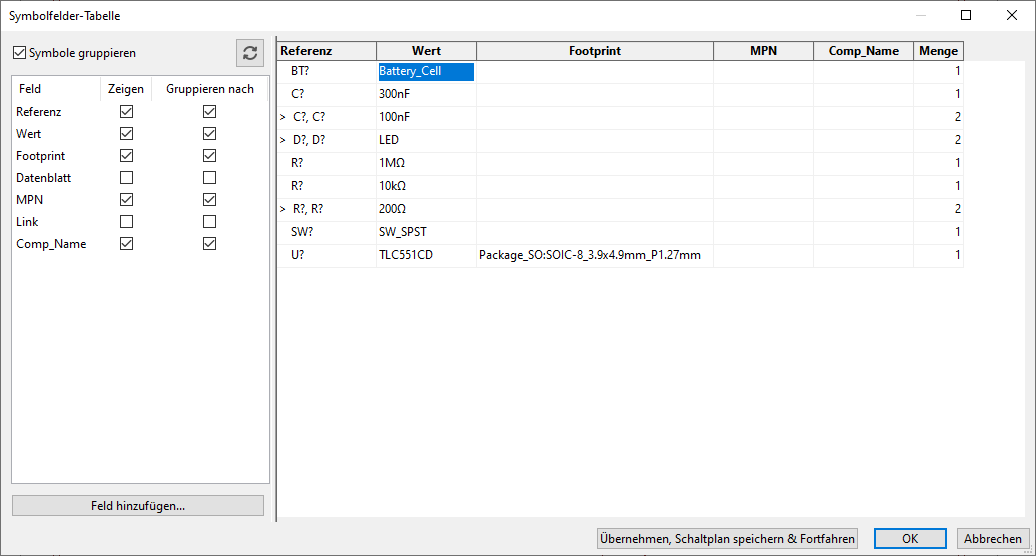 Symbolfelder-Tabelle
Symbole gruppieren
Feld Zeigen Gruppieren nach
Referenz
Wert
Footprint
Datenblatt
MPN
Link
Comp_Name
Feld hinzufügen...
Referenz Wert Footprint MPN Comp_Name Menge
BT? Battery_Cell 1
C? 300nF 1
> C?, C? 100nF 2
> D?, D? LED 2
R? 1MΩ 1
R? 10kΩ 1
> R?, R? 200Ω 2
SW? SW_SPST 1
U? TLC551CD Package_SO:SOIC-8_3.9x4.9mm_P1.27mm 1
Übernehmen, Schaltplan speichern & Fortfahren OK Abbrechen